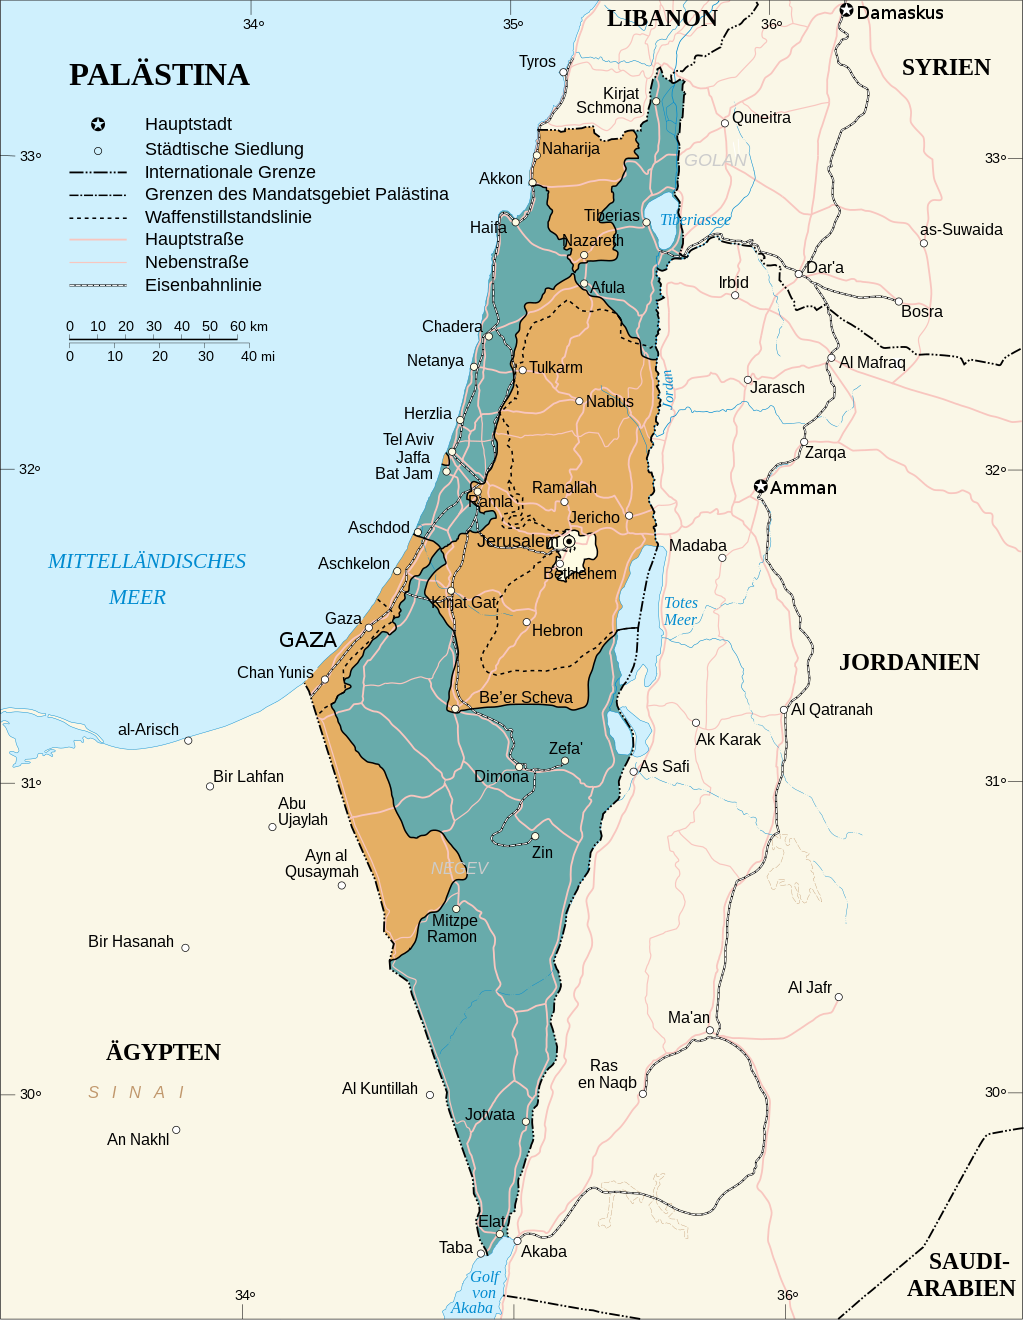 34°
35°
36°
LIBANON
Damaskus
SYRIEN
PALÄSTINA
Hauptstadt
Städtische Siedlung
Internationale Grenze
Grenzen des Mandatsgebiet Palästina
Waffenstillstandslinie
Hauptstraße
Nebenstraße
Eisenbahnlinie
0 10 20 30 40 50 60 km
0 10 20 30 40 mi
Tyros
Kirjat
Schmona
Quneitra
33°
33°
Naharija
GOLAN
Akkon
Tiberias
Tiberiassee
Haifa
as-Suwaida
Nazareth
Dar'a
Afula
Irbid
Bosra
Chadera
Netanya
Tulkarm
Al Mafraq
Jordan
Jarasch
Nablus
Herzlia
Tel Aviv
Jaffa
Bat Jam
Zarqa
32°
32°
Ramallah
Amman
Ramla
Jericho
Aschdod
Jerusalem
Madaba
MITTELLÄNDISCHES
MEER
Aschkelon
Bethlehem
Kirjat Gat
Totes
Meer
Gaza
GAZA
Hebron
JORDANIEN
Chan Yunis
Be'er Scheva
Al Qatranah
al-Arisch
Ak Karak
Zefa'
As Safi
Dimona
Bir Lahfan
31°
31°
Abu
Ujaylah
Zin
Ayn al
Qusaymah
NEGEV
Mitzpe
Ramon
Bir Hasanah
Al Jafr
Ma'an
ÄGYPTEN
Ras
en Naqb
SINAI
Al Kuntillah
30°
30°
Jotvata
An Nakhl
Elat
Taba
Akaba
SAUDI-
ARABIEN
Golf
von
Akaba
34°
36°